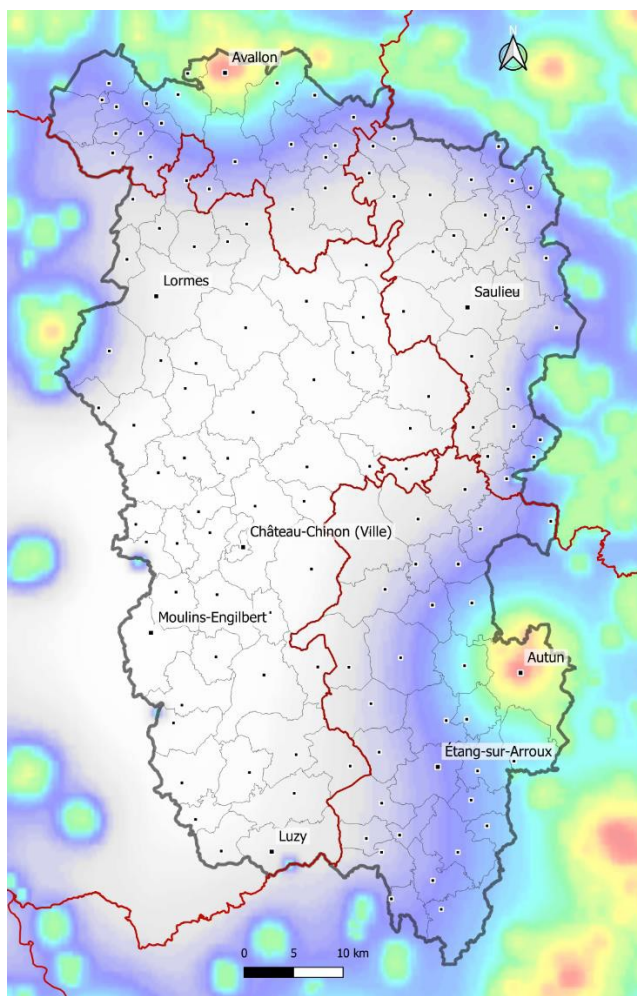 N
Avallon
Lormes
Saulieu
Château-Chinon (Ville)
Moulins-Engilbert
Autun
Étang-sur-Arroux
Luzy
0 5 10 km